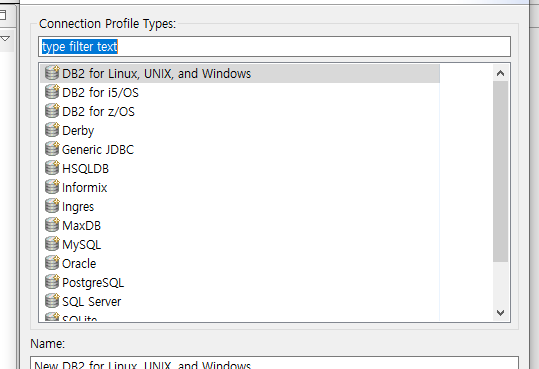 Connection Profile Types:
type filter text
DB2 for Linux, UNIX, and Windows
DB2 for i5/OS
DB2 for z/OS
Derby
Generic JDBC
HSQLDB
Informix
Ingres
MaxDB
MySQL
Oracle
PostgreSQL
SQL Server
SQLite
Name:
New DB2 for Linux, UNIX, and Windows